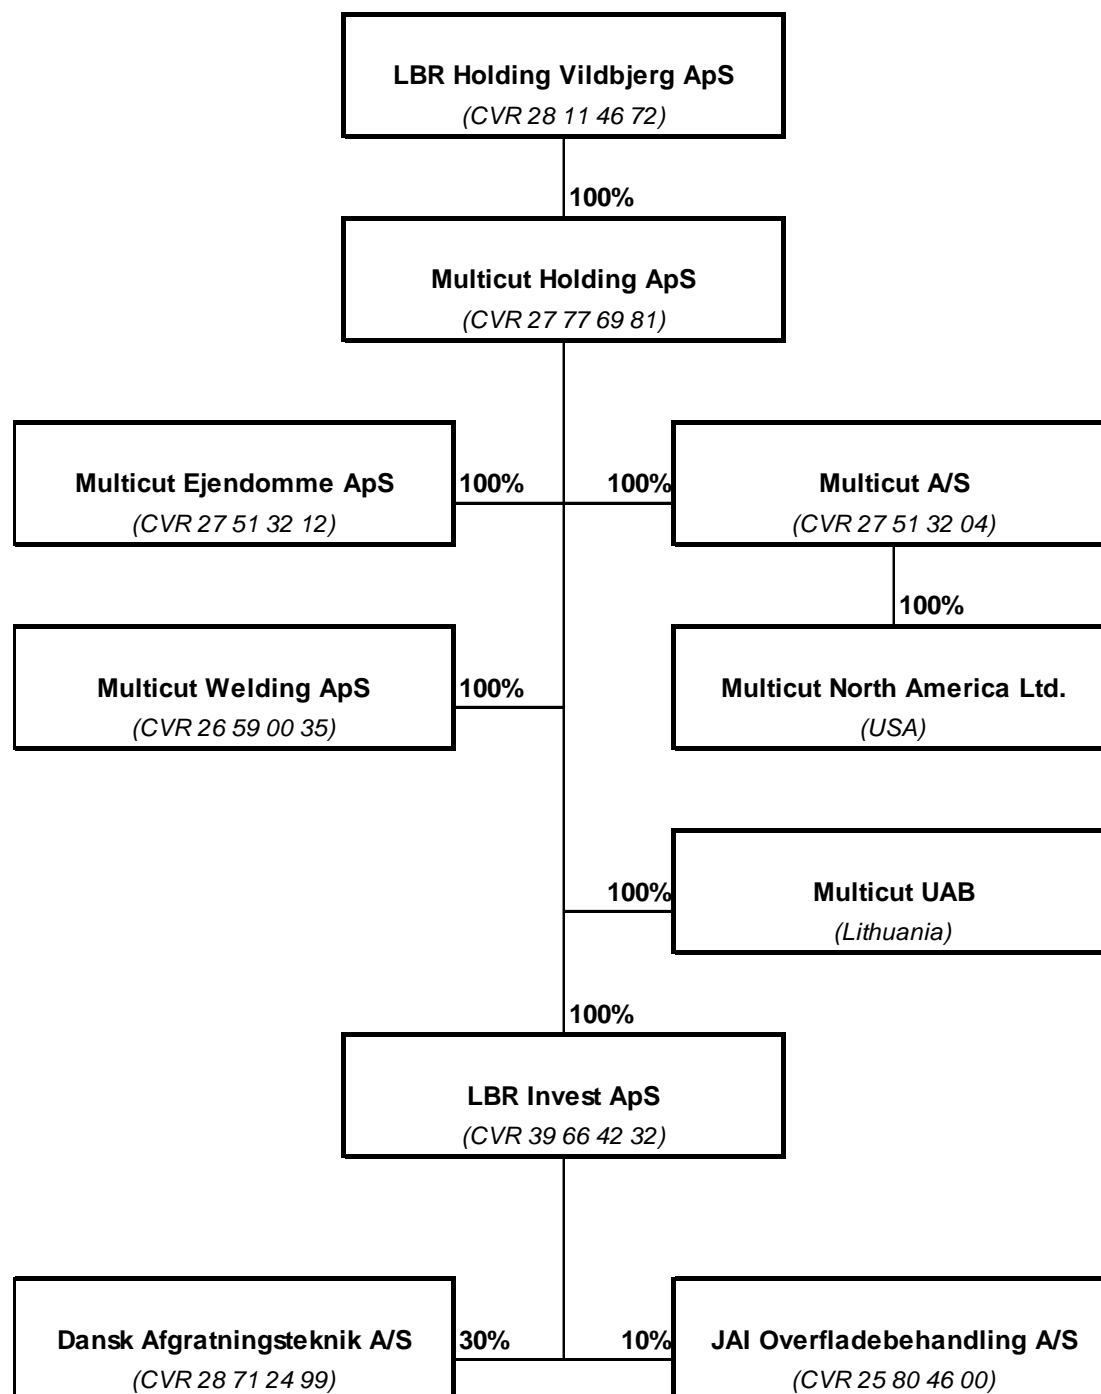 LBR Holding Vildbjerg ApS
(CVR 28 11 46 72)
100%
Multicut Holding ApS
(CVR 27 77 69 81)
Multicut Ejendomme ApS
(CVR 27 51 32 12)
100%
100%
Multicut A/S
(CVR 27 51 32 04)
100%
Multicut Welding ApS
(CVR 26 59 00 35)
100%
Multicut North America Ltd.
(USA)
100%
Multicut UAB
(Lithuania)
100%
LBR Invest ApS
(CVR 39 66 42 32)
Dansk Afgratningsteknik A/S
(CVR 28 71 24 99)
30%
10%
JAI Overfladebehandling A/S
(CVR 25 80 46 00)